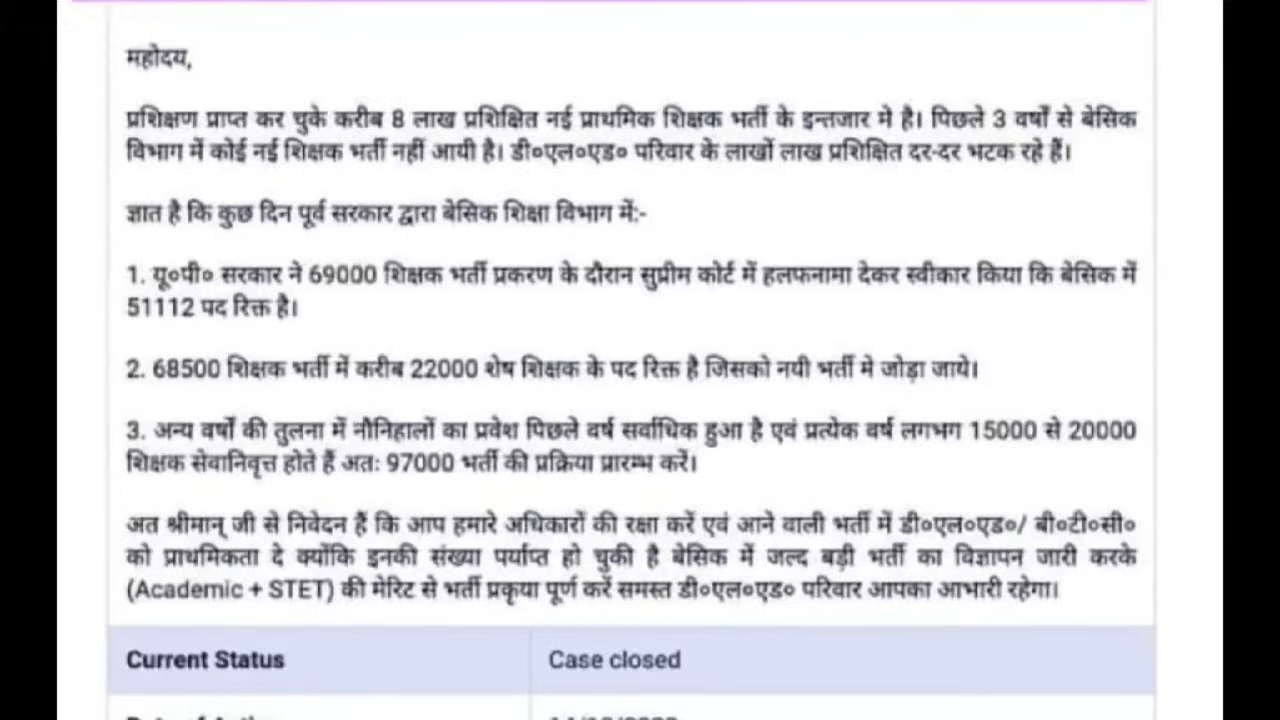 महोदय,
प्रशिक्षण प्राप्त कर चुके करीब 8 लाख प्रशिक्षित नई प्राथमिक शिक्षक भर्ती के इन्तजार मे है। पिछले 3 वर्षों से बेसिक
विभाग में कोई नई शिक्षक भर्ती नहीं आयी है। डी०एल०एड० परिवार के लाखों लाख प्रशिक्षित दर-दर भटक रहे हैं।
ज्ञात है कि कुछ दिन पूर्व सरकार द्वारा बेसिक शिक्षा विभाग में:-
1. यू०पी० सरकार ने 69000 शिक्षक भर्ती प्रकरण के दौरान सुप्रीम कोर्ट में हलफनामा देकर स्वीकार किया कि बेसिक में
51112 पद रिक्त है।
2. 68500 शिक्षक भर्ती में करीब 22000 शेष शिक्षक के पद रिक्त है जिसको नयी भर्ती मे जोड़ा जाये।
3. अन्य वर्षों की तुलना में नौनिहालों का प्रवेश पिछले वर्ष सर्वाधिक हुआ है एवं प्रत्येक वर्ष लगभग 15000 से 20000
शिक्षक सेवानिवृत्त होते हैं अतः 97000 भर्ती की प्रक्रिया प्रारम्भ करें।
अत श्रीमान् जी से निवेदन हैं कि आप हमारे अधिकारों की रक्षा करें एवं आने वाली भर्ती में डी०एल०एड०/ बी०टी०सी०
को प्राथमिकता दे क्योंकि इनकी संख्या पर्याप्त हो चुकी है बेसिक में जल्द बड़ी भर्ती का विज्ञापन जारी करके
(Academic + STET) की मेरिट से भर्ती प्रकृया पूर्ण करें समस्त डी०एल०एड० परिवार आपका आभारी रहेगा।
Current Status Case closed